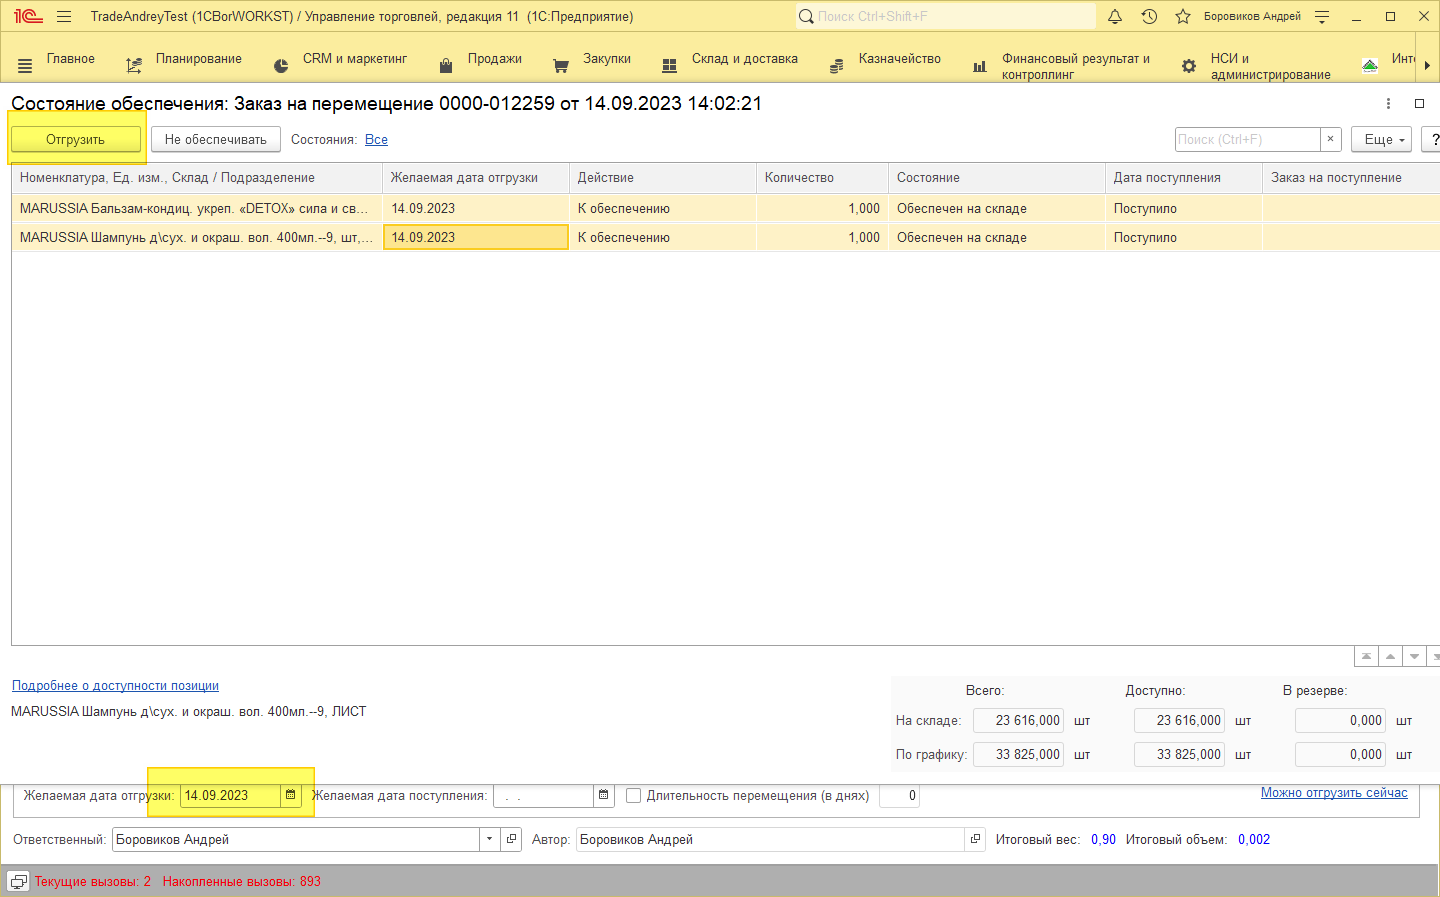 TradeAndreyTest (1CBorWORKST) / Управление торговлей, редакция 11 (1С:Предприятие)
Поиск Ctrl+Shift+F
Боровиков Андрей
Главное
Планирование
CRM и маркетинг
Продажи
Закупки
Склад и доставка
Казначейство
Финансовый результат и контроллинг
НСИ и администрирование
Инте
Состояние обеспечения: Заказ на перемещение 0000-012259 от 14.09.2023 14:02:21
Отгрузить
Не обеспечивать
Состояния: Все
Поиск (Ctrl+F)
×
Еще
?
Номенклатура, Ед. изм., Склад / Подразделение
Желаемая дата отгрузки
Действие
Количество
Состояние
Дата поступления
Заказ на поступление
MARUSSIA Бальзам-кондиц. укреп. «DETOX» сила и св...
14.09.2023
К обеспечению
1,000
Обеспечен на складе
Поступило
MARUSSIA Шампунь д\сух. и окраш. вол. 400мл.--9, шт,...
14.09.2023
К обеспечению
1,000
Обеспечен на складе
Поступило
Подробнее о доступности позиции
MARUSSIA Шампунь д\сух. и окраш. вол. 400мл.--9, ЛИСТ
Всего:
Доступно:
В резерве:
На складе: 23 616,000 шт 23 616,000 шт 0,000 шт
По графику: 33 825,000 шт 33 825,000 шт 0,000 шт
Желаемая дата отгрузки: 14.09.2023
Желаемая дата поступления: . .
Длительность перемещения (в днях) 0
Можно отгрузить сейчас
Ответственный: Боровиков Андрей
Автор: Боровиков Андрей
Итоговый вес: 0,90 Итоговый объем: 0,002
Текущие вызовы: 2 Накопленные вызовы: 893